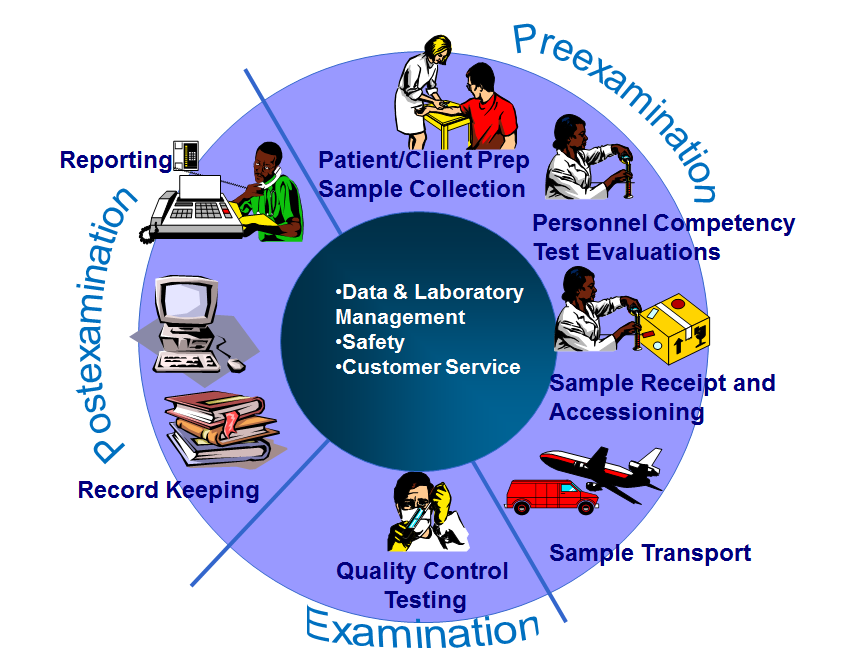 Preexamination
Patient/Client Prep
Sample Collection
Personnel Competency
Test Evaluations
Sample Receipt and
Accessioning
Sample Transport
Examination
Quality Control
Testing
Postexamination
Reporting
Record Keeping
•Data & Laboratory
Management
•Safety
•Customer Service